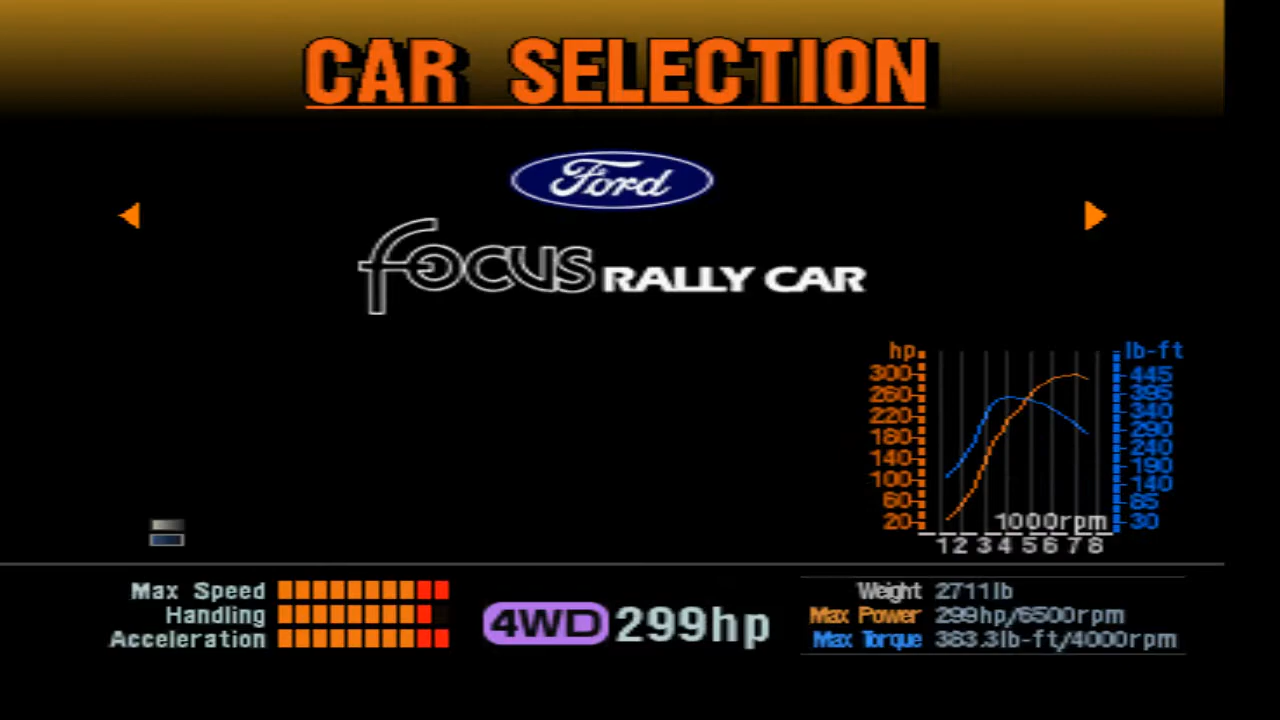 CAR SELECTION
Ford
focus RALLY CAR
hp lb-ft
300 445
260 395
220 340
180 290
140 240
100 190
60 140
20 85
30
1000rpm
1 2 3 4 5 6 7 8
Max Speed
Handling
Acceleration
4WD 299hp
Weight 2711lb
Max Power 299hp/6500rpm
Max Torque 383.3lb-ft/4000rpm